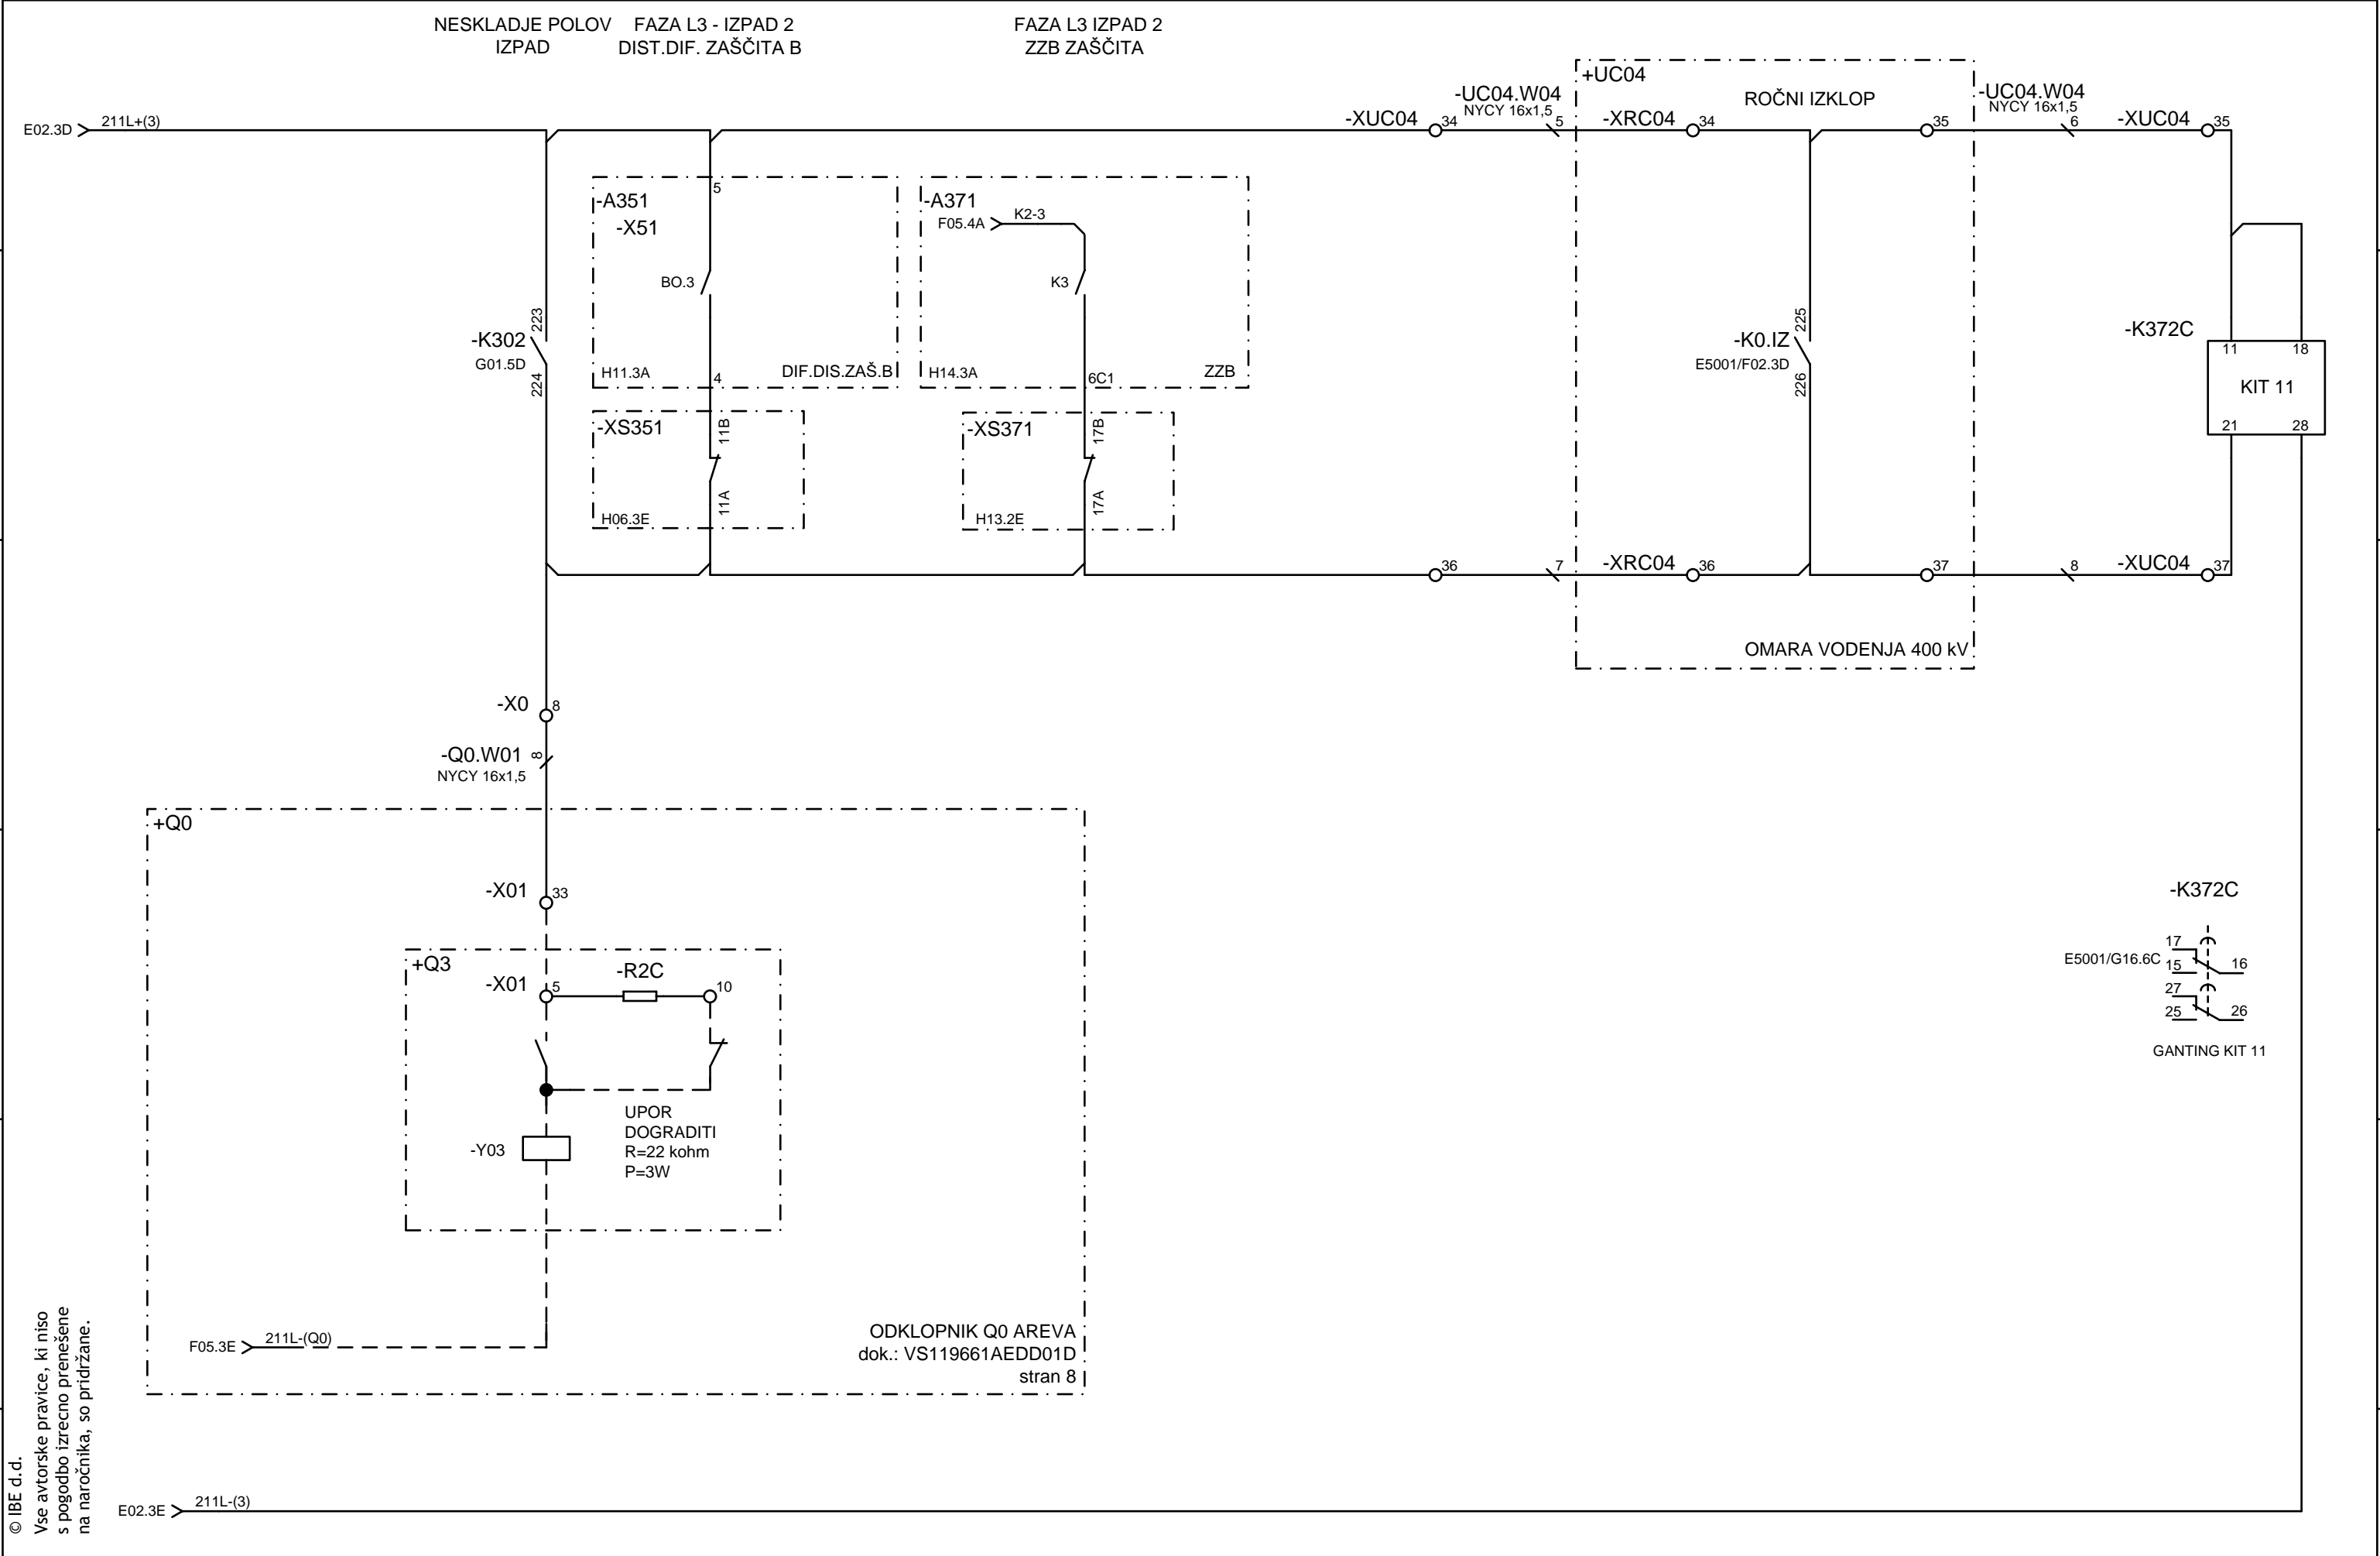 NESKLADJE POLOV
IZPAD
FAZA L3 - IZPAD 2
DIST.DIF. ZAŠČITA B
FAZA L3 IZPAD 2
ZZB ZAŠČITA
E02.3D
211L+(3)
-XUC04
34
-UC04.W04
NYCY 16x1,5
5
+UC04
ROČNI IZKLOP
-XRC04
34
35
-UC04.W04
NYCY 16x1,5
6
-XUC04
35
-A351
-X51
5
BO.3
H11.3A
4
DIF.DIS.ZAŠ.B
-A371
F05.4A
K2-3
K3
H14.3A
6C1
ZZB
-K302
G01.5D
223
224
-XS351
11B
11A
H06.3E
-XS371
17B
17A
H13.2E
-K0.IZ
E5001/F02.3D
225
226
-K372C
11
18
KIT 11
21
28
36
7
-XRC04
36
37
8
-XUC04
37
OMARA VODENJA 400 kV
-X0
8
-Q0.W01
NYCY 16x1,5
8
+Q0
-X01
33
+Q3
-X01
5
-R2C
10
-Y03
UPOR
DOGRADITI
R=22 kohm
P=3W
F05.3E
211L-(Q0)
ODKLOPNIK Q0 AREVA
dok.: VS119661AEDD01D
stran 8
-K372C
E5001/G16.6C
17
15
16
27
25
26
GANTING KIT 11
E02.3E
211L-(3)
© IBE d.d.
Vse avtorske pravice, ki niso
s pogodbo izrecno prenešene
na naročnika, so pridržane.